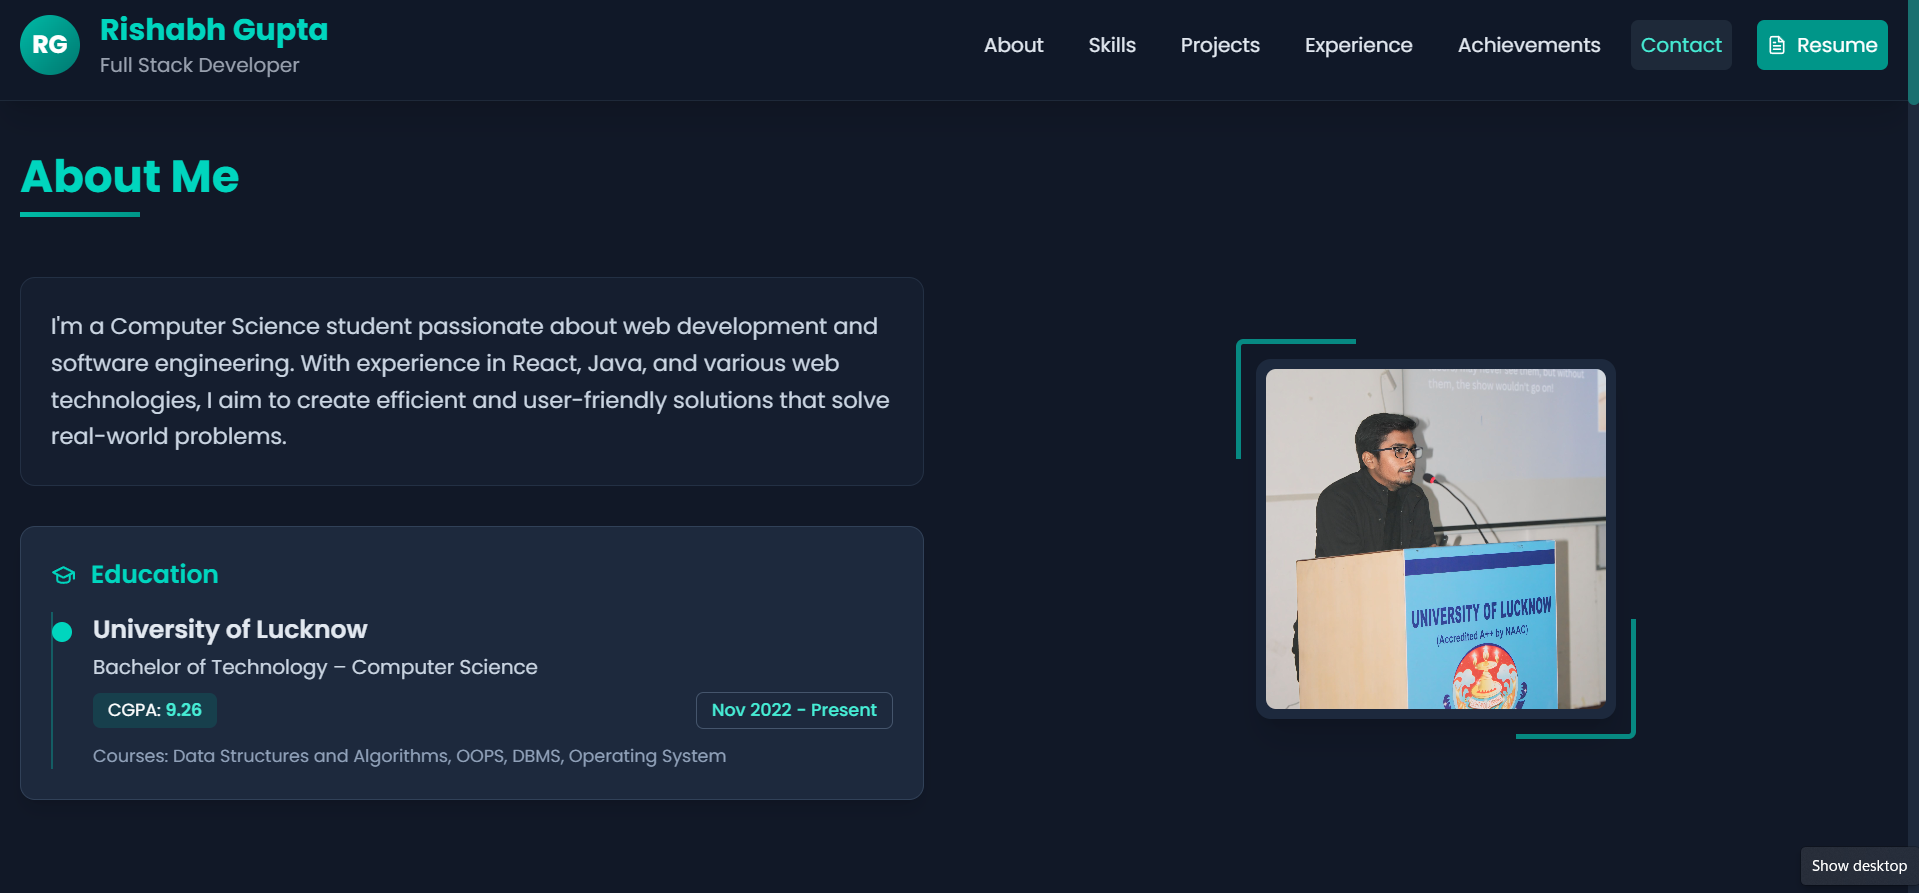 RG
Rishabh Gupta
Full Stack Developer
About
Skills
Projects
Experience
Achievements
Contact
Resume
About Me
I'm a Computer Science student passionate about web development and
software engineering. With experience in React, Java, and various web
technologies, I aim to create efficient and user-friendly solutions that solve
real-world problems.
see them, but without
them, the show wouldn't go on!
UNIVERSITY OF LUCKNOW
(Accredited A++ by NAAC)
Education
University of Lucknow
Bachelor of Technology – Computer Science
CGPA: 9.26
Nov 2022 - Present
Courses: Data Structures and Algorithms, OOPS, DBMS, Operating System
Show desktop